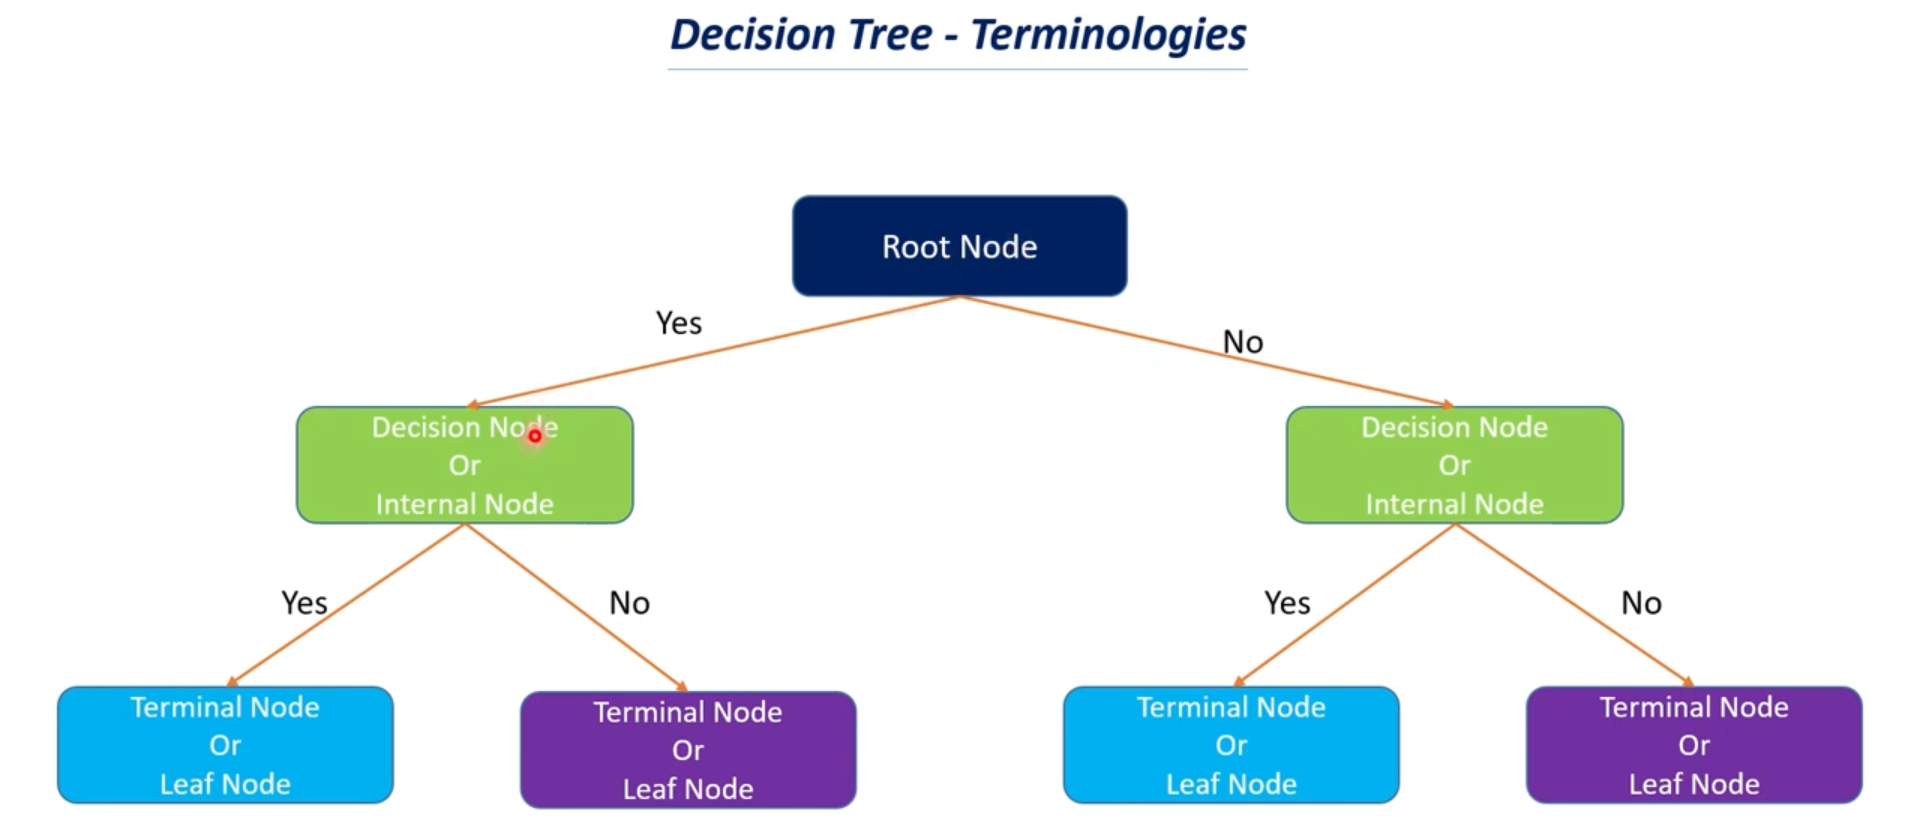 Decision Tree - Terminologies
Root Node
Yes
No
Decision Node
Or
Internal Node
Decision Node
Or
Internal Node
Yes
No
Yes
No
Terminal Node
Or
Leaf Node
Terminal Node
Or
Leaf Node
Terminal Node
Or
Leaf Node
Terminal Node
Or
Leaf Node